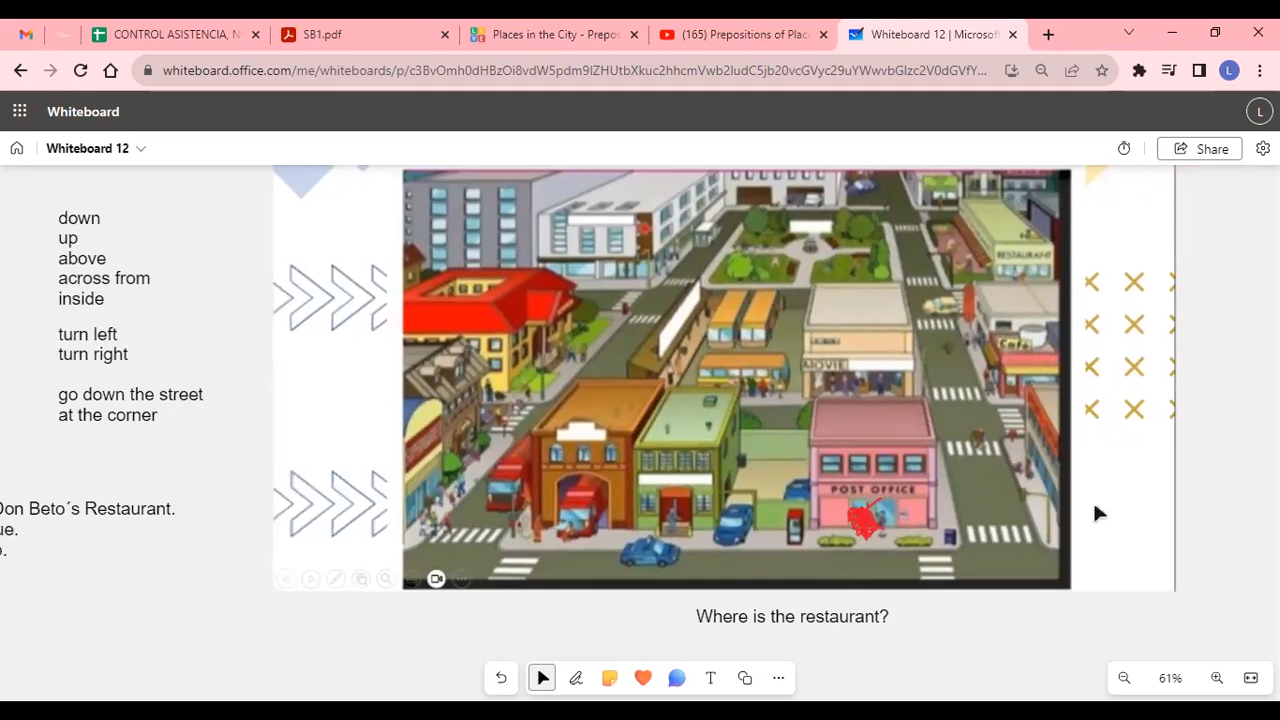 CONTROL ASISTENCIA, N
SB1.pdf
Places in the City - Prepos
(165) Prepositions of Plac
Whiteboard 12 | Microsof
whiteboard.office.com/me/whiteboards/p/
L
Whiteboard
L
Whiteboard 12
Share
down
up
above
across from
inside
turn left
turn right
go down the street
at the corner
Don Beto´s Restaurant.
ue.
o.
RESTAURANT
Café
MOVIE
POST OFFICE
Where is the restaurant?
T
61%